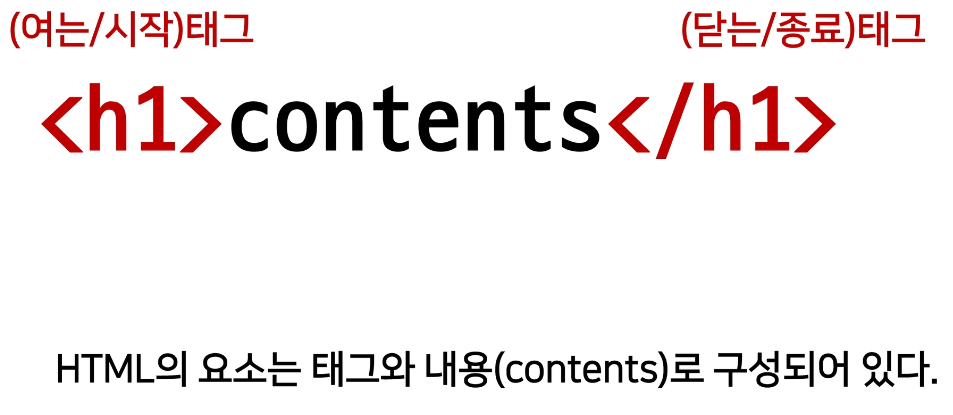 (여는/시작)태그 (닫는/종료)태그
<h1>contents</h1>
HTML의 요소는 태그와 내용(contents)로 구성되어 있다.